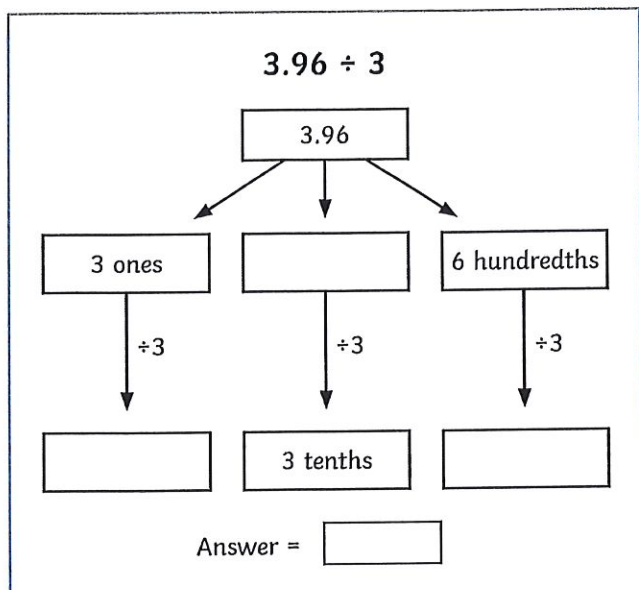 3.96 ÷ 3
3.96
3 ones
6 hundredths
÷3
÷3
÷3
3 tenths
Answer =